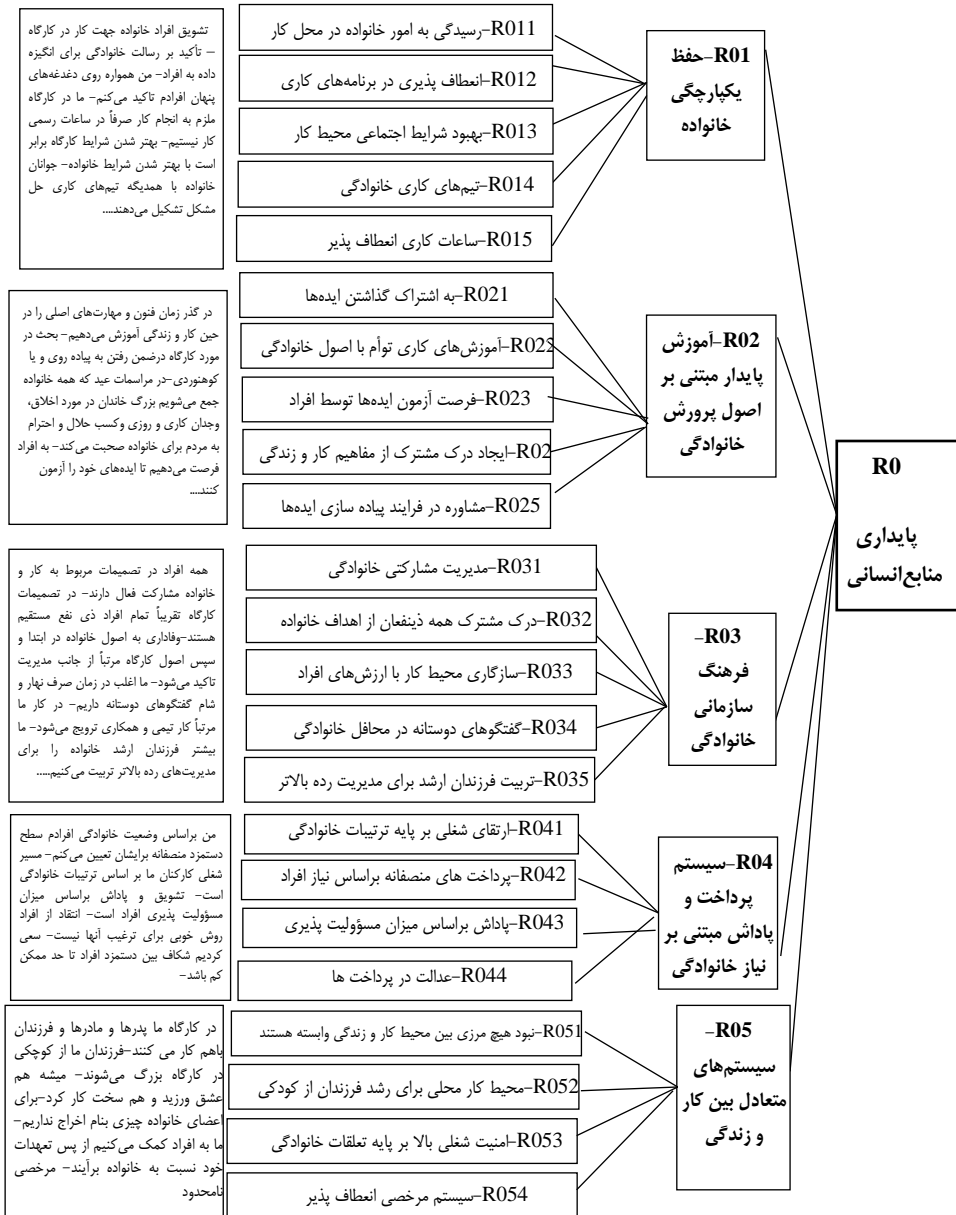 R0
پایداری
منابع‌انسانی
R01-حفظ
یکپارچگی
خانواده
R011-رسیدگی به امور خانواده در محل کار
R012-انعطاف پذیری در برنامه‌های کاری
R013-بهبود شرایط اجتماعی محیط کار
R014-تیم‌های کاری خانوادگی
R015-ساعات کاری انعطاف پذیر
تشویق افراد خانواده جهت کار در کارگاه
– تأکید بر رسالت خانوادگی برای انگیزه
داده به افراد- من همواره روی دغدغه‌های
پنهان افرادم تاکید می‌کنم- ما در کارگاه
ملزم به انجام کار صرفاً در ساعات رسمی
کار نیستیم- بهتر شدن شرایط کارگاه برابر
است با بهتر شدن شرایط خانواده- جوانان
خانواده با همدیگه تیم‌های کاری حل
مشکل تشکیل می‌دهند....
R02-آموزش
پایدار مبتنی بر
اصول پرورش
خانوادگی
R021-به اشتراک گذاشتن ایده‌ها
R022-آموزش‌های کاری توأم با اصول خانوادگی
R023-فرصت آزمون ایده‌ها توسط افراد
R02-ایجاد درک مشترک از مفاهیم کار و زندگی
R025-مشاوره در فرایند پیاده سازی ایده‌ها
در گذر زمان فنون و مهارت‌های اصلی را در
حین کار و زندگی آموزش می‌دهیم- بحث در
مورد کارگاه درضمن رفتن به پیاده روی و یا
کوهنوردی-در مراسمات عید که همه خانواده
جمع می‌شویم بزرگ خاندان در مورد اخلاق،
وجدان کاری و روزی وکسب حلال و احترام
به مردم برای خانواده صحبت می‌کند- به افراد
فرصت می‌دهیم تا ایده‌های خود را آزمون
کنند....
R03-
فرهنگ
سازمانی
خانوادگی
R031-مدیریت مشارکتی خانوادگی
R032-درک مشترک همه ذینفعان از اهداف خانواده
R033-سازگاری محیط کار با ارزش‌های افراد
R034-گفتگوهای دوستانه در محافل خانوادگی
R035-تربیت فرزندان ارشد برای مدیریت رده بالاتر
همه افراد در تصمیمات مربوط به کار و
خانواده مشارکت فعال دارند- در تصمیمات
کارگاه تقریباً تمام افراد ذی نفع مستقیم
هستند-وفاداری به اصول خانواده در ابتدا و
سپس اصول کارگاه مرتباً از جانب مدیریت
تاکید می‌شود- ما اغلب در زمان صرف نهار و
شام گفتگوهای دوستانه داریم- در کار ما
مرتباً کار تیمی و همکاری ترویج می‌شود- ما
بیشتر فرزندان ارشد خانواده را برای
مدیریت‌های رده بالاتر تربیت می‌کنیم.....
R04-سیستم
پرداخت و
پاداش مبتنی بر
نیاز خانوادگی
R041-ارتقای شغلی بر پایه ترتیبات خانوادگی
R042-پرداخت های منصفانه براساس نیاز افراد
R043-پاداش براساس میزان مسؤولیت پذیری
R044-عدالت در پرداخت ها
من براساس وضعیت خانوادگی افرادم سطح
دستمزد منصفانه برایشان تعیین می‌کنم- مسیر
شغلی کارکنان ما بر اساس ترتیبات خانوادگی
است- تشویق و پاداش براساس میزان
مسؤولیت پذیری افراد است- انتقاد از افراد
روش خوبی برای ترغیب آنها نیست- سعی
کردیم شکاف بین دستمزد افراد تا حد ممکن
کم باشد-
R05-
سیستم‌های
متعادل بین کار
و زندگی
R051-نبود هیچ مرزی بین محیط کار و زندگی وابسته هستند
R052-محیط کار محلی برای رشد فرزندان از کودکی
R053-امنیت شغلی بالا بر پایه تعلقات خانوادگی
R054-سیستم مرخصی انعطاف پذیر
در کارگاه ما پدرها و مادرها و فرزندان
باهم کار می کنند-فرزندان ما از کوچکی
در کارگاه بزرگ می‌شوند- میشه هم
عشق ورزید و هم سخت کار کرد-برای
اعضای خانواده چیزی بنام اخراج نداریم-
ما به افراد کمک می‌کنیم از پس تعهدات
خود نسبت به خانواده برآیند- مرخصی
نامحدود